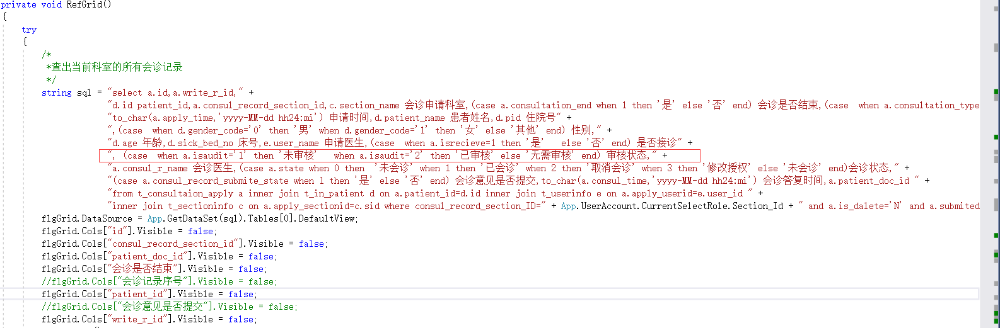 private void RefGrid()
{
try
{
/*
*查出当前科室的所有会诊记录
*/
string sql = "select a.id,a.write_r_id," +
"d.id patient_id,a.consul_record_section_id,c.section_name 会诊申请科室,(case a.consultation_end when 1 then '是' else '否' end) 会诊是否结束,(case  when a.consultation_type
"to_char(a.apply_time,'yyyy-MM-dd hh24:mi') 申请时间,d.patient_name 患者姓名,d.pid 住院号" +
",(case  when d.gender_code='0' then '男' when d.gender_code='1' then '女' else '其他' end) 性别," +
"d.age 年龄,d.sick_bed_no 床号,e.user_name 申请医生,(case  when a.isrecieve=1 then '是'   else '否' end) 是否接诊" +
", (case  when a.isaudit='1' then '未审核'   when a.isaudit='2' then '已审核' else '无需审核' end) 审核状态," +
"a.consul_r_name 会诊医生,(case a.state when 0 then  '未会诊' when 1 then '已会诊' when 2 then '取消会诊' when 3 then '修改授权' else '未会诊' end)会诊状态," +
"(case a.consul_record_submite_state when 1 then '是' else '否' end) 会诊意见是否提交,to_char(a.consul_time,'yyyy-MM-dd hh24:mi') 会诊答复时间,a.patient_doc_id " +
"from t_consultaion_apply a inner join t_in_patient d on a.patient_id=d.id inner join t_userinfo e on a.apply_userid=e.user_id " +
"inner join t_sectioninfo c on a.apply_sectionid=c.sid where consul_record_section_ID=" + App.UserAccount.CurrentSelectRole.Section_Id + " and a.is_dalete='N' and a.submited
flgGrid.DataSource = App.GetDataSet(sql).Tables[0].DefaultView;
flgGrid.Cols["id"].Visible = false;
flgGrid.Cols["consul_record_section_id"].Visible = false;
flgGrid.Cols["patient_doc_id"].Visible = false;
flgGrid.Cols["会诊是否结束"].Visible = false;
//flgGrid.Cols["会诊记录序号"].Visible = false;
flgGrid.Cols["patient_id"].Visible = false;
//flgGrid.Cols["会诊意见是否提交"].Visible = false;
flgGrid.Cols["write_r_id"].Visible = false;